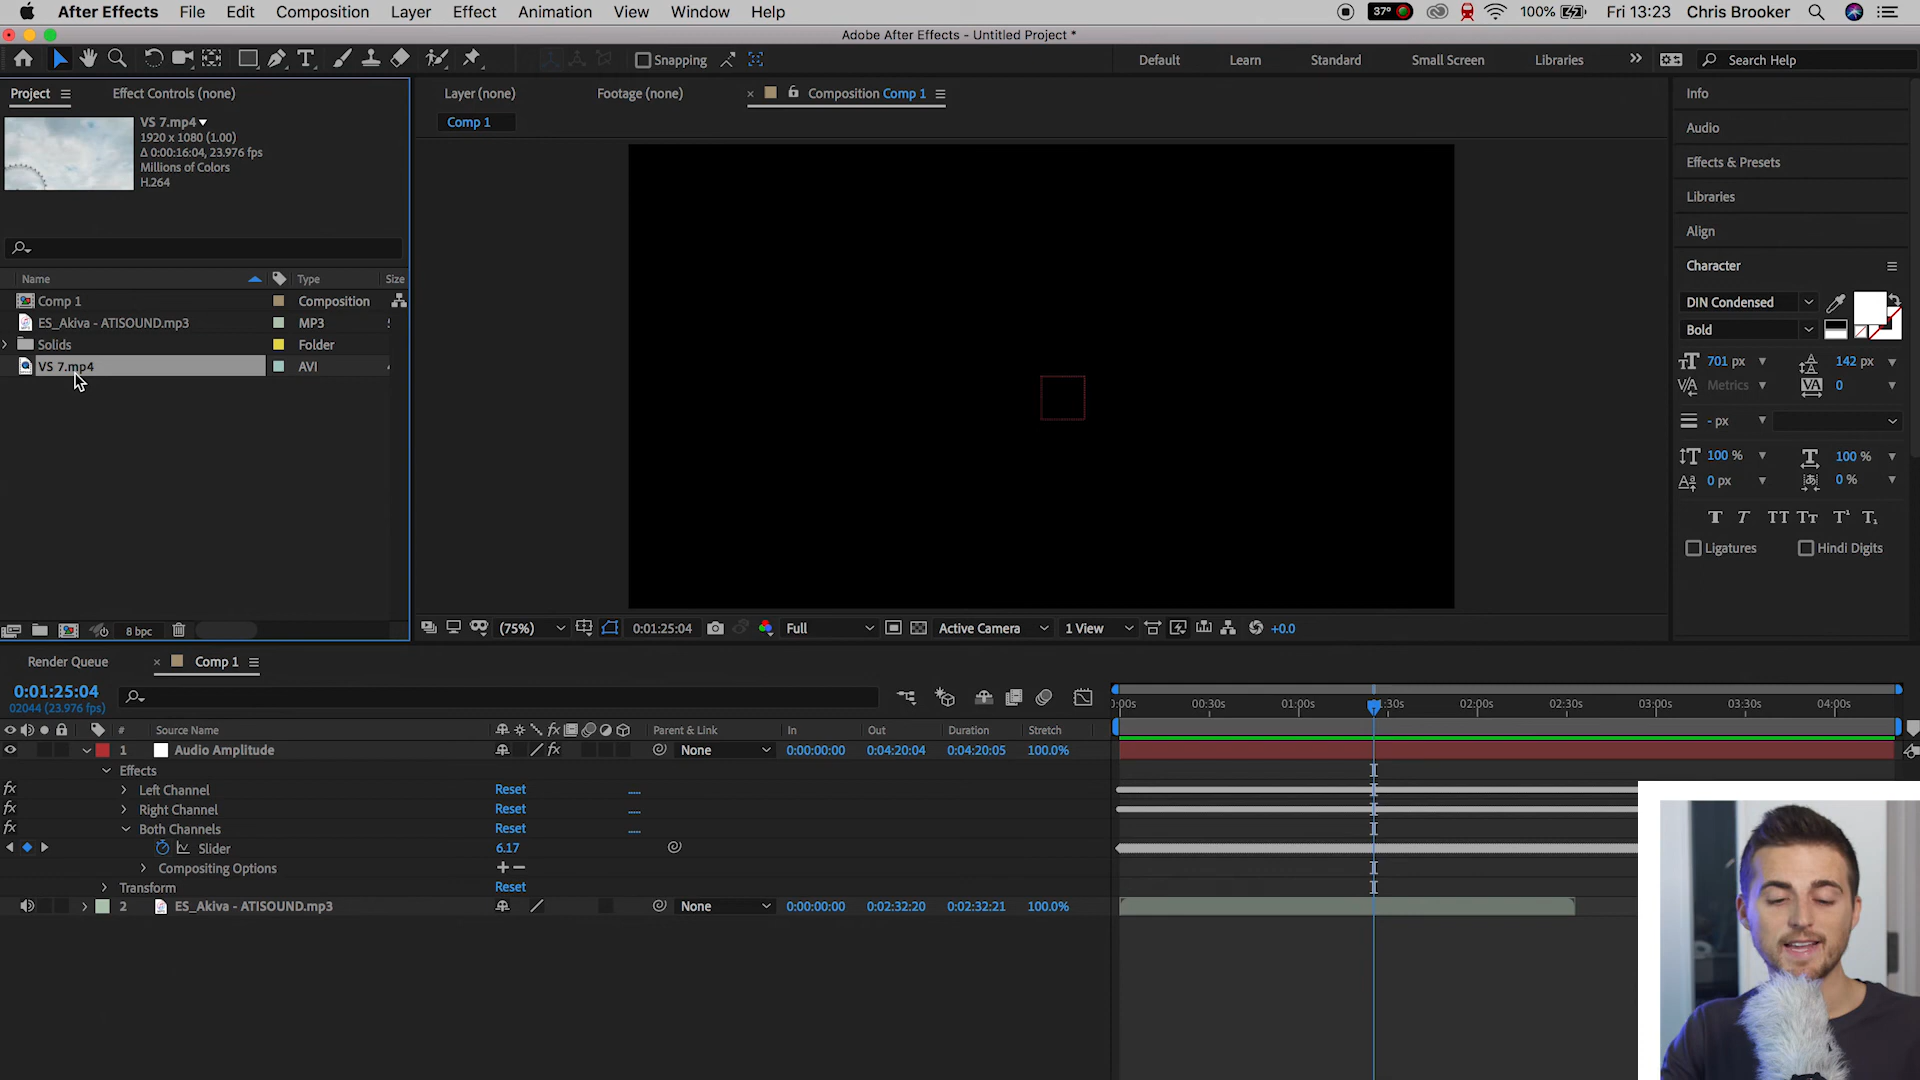 After Effects File Edit Composition Layer Effect Animation View Window Help 37° 100% Fri 13:23 Chris Brooker
Adobe After Effects - Untitled Project *
Snapping Default Learn Standard Small Screen Libraries Search Help
Project Effect Controls (none)
VS 7.mp4
1920 x 1080 (1.00)
Δ 0:00:16:04, 23.976 fps
Millions of Colors
H.264
Name Type Size
Comp 1 Composition
ES_Akiva - ATISOUND.mp3 MP3
Solids Folder
VS 7.mp4 AVI
8 bpc
Layer (none) Footage (none) Composition Comp 1
Comp 1
(75%) 0:01:25:04 Full Active Camera 1 View +0.0
Info
Audio
Effects & Presets
Libraries
Align
Character
DIN Condensed
Bold
701 px 142 px
Metrics 0
- px
100 % 100 %
0 px 0 %
T T TT Tt T¹ T₁
Ligatures Hindi Digits
Render Queue Comp 1
0:01:25:04
02044 (23.976 fps)
:00s 00:30s 01:00s 1:30s 02:00s 02:30s 03:00s 03:30s 04:00s
# Source Name Parent & Link In Out Duration Stretch
1 Audio Amplitude None 0:00:00:00 0:04:20:04 0:04:20:05 100.0%
Effects
fx Left Channel Reset .....
fx Right Channel Reset .....
fx Both Channels Reset .....
Slider 6.17
Compositing Options +−
Transform Reset
2 ES_Akiva - ATISOUND.mp3 None 0:00:00:00 0:02:32:20 0:02:32:21 100.0%